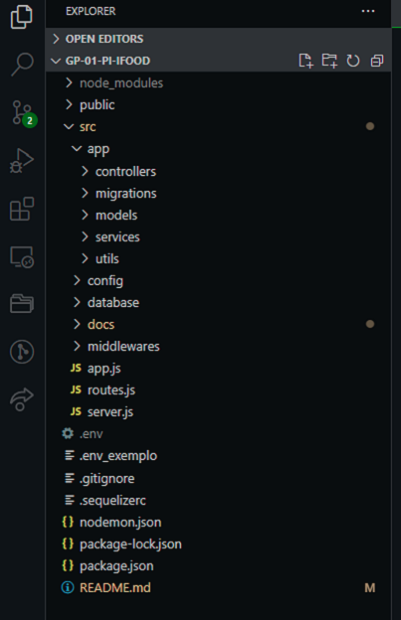 EXPLORER ...
OPEN EDITORS
GP-01-PI-IFOOD
node_modules
public
src
app
controllers
migrations
models
services
utils
config
database
docs
middlewares
JS app.js
JS routes.js
JS server.js
.env
.env_exemplo
.gitignore
.sequelizerc
{} nodemon.json
{} package-lock.json
{} package.json
README.md M
2